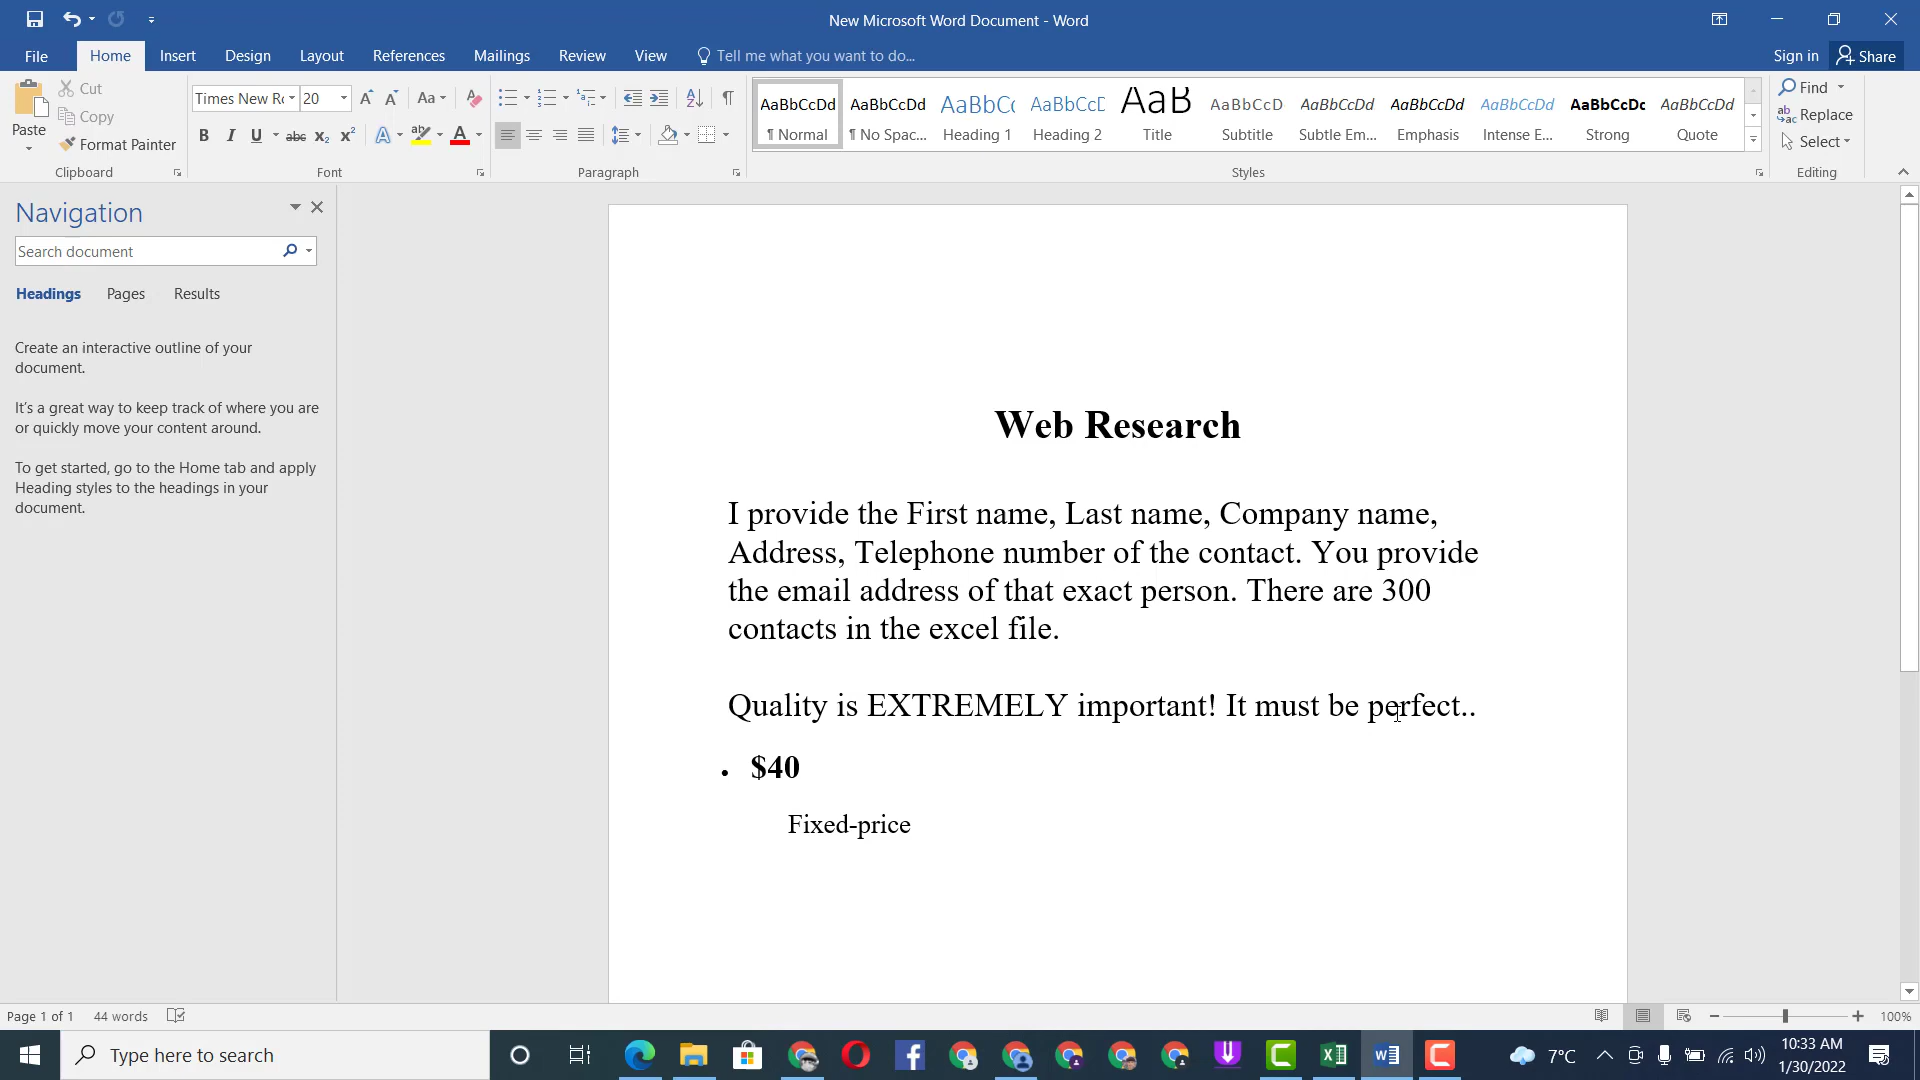 New Microsoft Word Document - Word
File Home Insert Design Layout References Mailings Review View Tell me what you want to do... Sign in Share
Paste Cut Copy Format Painter
Clipboard
Times New Ro 20 Aa
B I U abc X₂ X² A ab A
Font
Paragraph
AaBbCcDd AaBbCcDd AaBbCc AaBbCcD AaB AaBbCcD AaBbCcDd AaBbCcDd AaBbCcDd AaBbCcDc AaBbCcDd
¶ Normal ¶ No Spac... Heading 1 Heading 2 Title Subtitle Subtle Em... Emphasis Intense E... Strong Quote
Styles
Find
Replace
Select
Editing
Navigation
Search document
Headings Pages Results
Create an interactive outline of your
document.
It's a great way to keep track of where you are
or quickly move your content around.
To get started, go to the Home tab and apply
Heading styles to the headings in your
document.
Web Research
I provide the First name, Last name, Company name,
Address, Telephone number of the contact. You provide
the email address of that exact person. There are 300
contacts in the excel file.
Quality is EXTREMELY important! It must be perfect..
• $40
Fixed-price
Page 1 of 1 44 words 100%
Type here to search
7°C
10:33 AM
1/30/2022